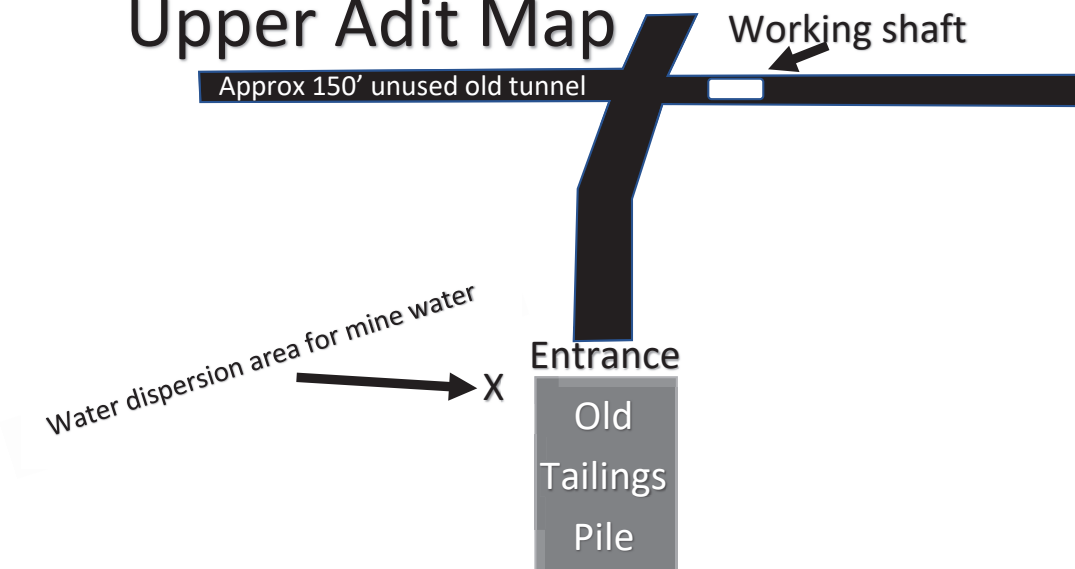 Upper Adit Map
Working shaft
Approx 150’ unused old tunnel
Water dispersion area for mine water
X
Entrance
Old
Tailings
Pile